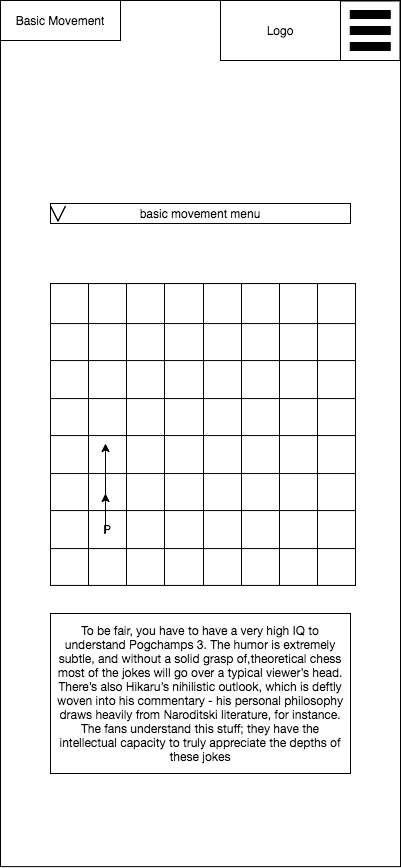 Basic Movement
Logo
basic movement menu
P
To be fair, you have to have a very high IQ to
understand Pogchamps 3. The humor is extremely
subtle, and without a solid grasp of,theoretical chess
most of the jokes will go over a typical viewer's head.
There's also Hikaru's nihilistic outlook, which is deftly
woven into his commentary - his personal philosophy
draws heavily from Naroditski literature, for instance.
The fans understand this stuff; they have the
intellectual capacity to truly appreciate the depths of
these jokes